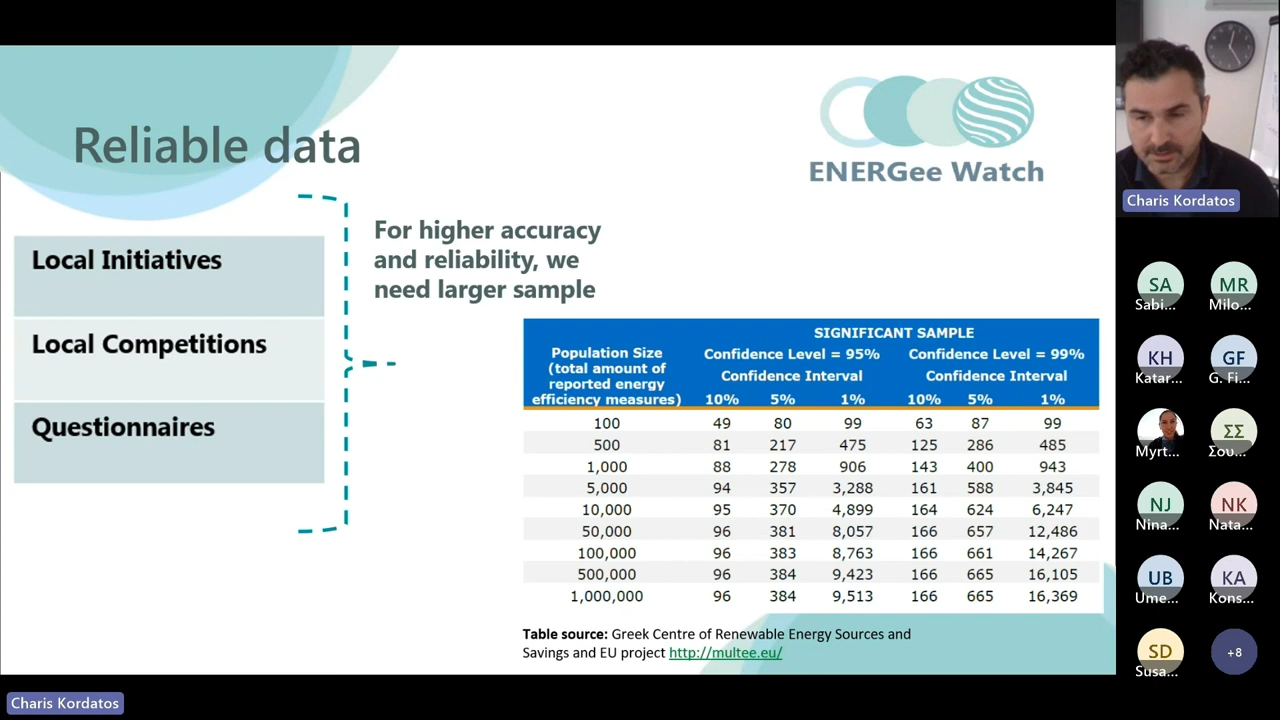 Reliable data
ENERGee Watch
Local Initiatives
Local Competitions
Questionnaires
For higher accuracy
and reliability, we
need larger sample
SIGNIFICANT SAMPLE
Population Size
(total amount of
reported energy
efficiency measures)
Confidence Level = 95% Confidence Level = 99%
Confidence Interval Confidence Interval
10% 5% 1% 10% 5% 1%
100 49 80 99 63 87 99
500 81 217 475 125 286 485
1,000 88 278 906 143 400 943
5,000 94 357 3,288 161 588 3,845
10,000 95 370 4,899 164 624 6,247
50,000 96 381 8,057 166 657 12,486
100,000 96 383 8,763 166 661 14,267
500,000 96 384 9,423 166 665 16,105
1,000,000 96 384 9,513 166 665 16,369
Table source: Greek Centre of Renewable Energy Sources and
Savings and EU project http://multee.eu/
Charis Kordatos
SA MR
Sabi... Milo...
KH GF
Katar... G. Fi...
ΣΣ
Myrt... Σου...
NJ NK
Nina... Nata...
UB KA
Ume... Kons...
SD +8
Susa...
Charis Kordatos